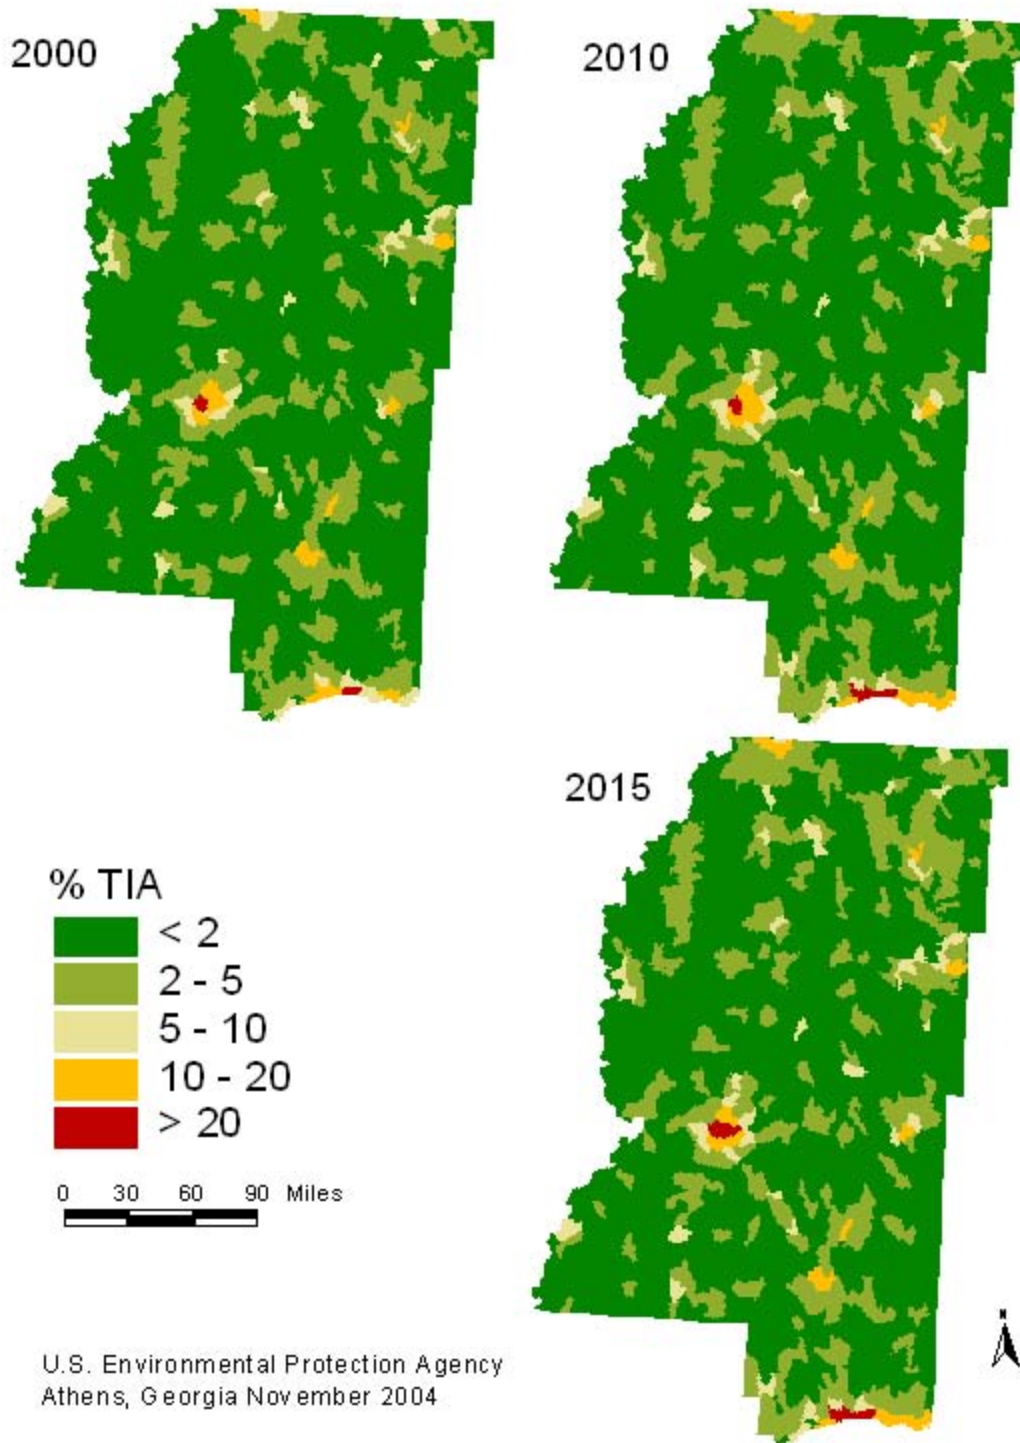 2000
2010
2015
% TIA
< 2
2 - 5
5 - 10
10 - 20
> 20
0 30 60 90 Miles
U.S. Environmental Protection Agency
Athens, Georgia November 2004
N